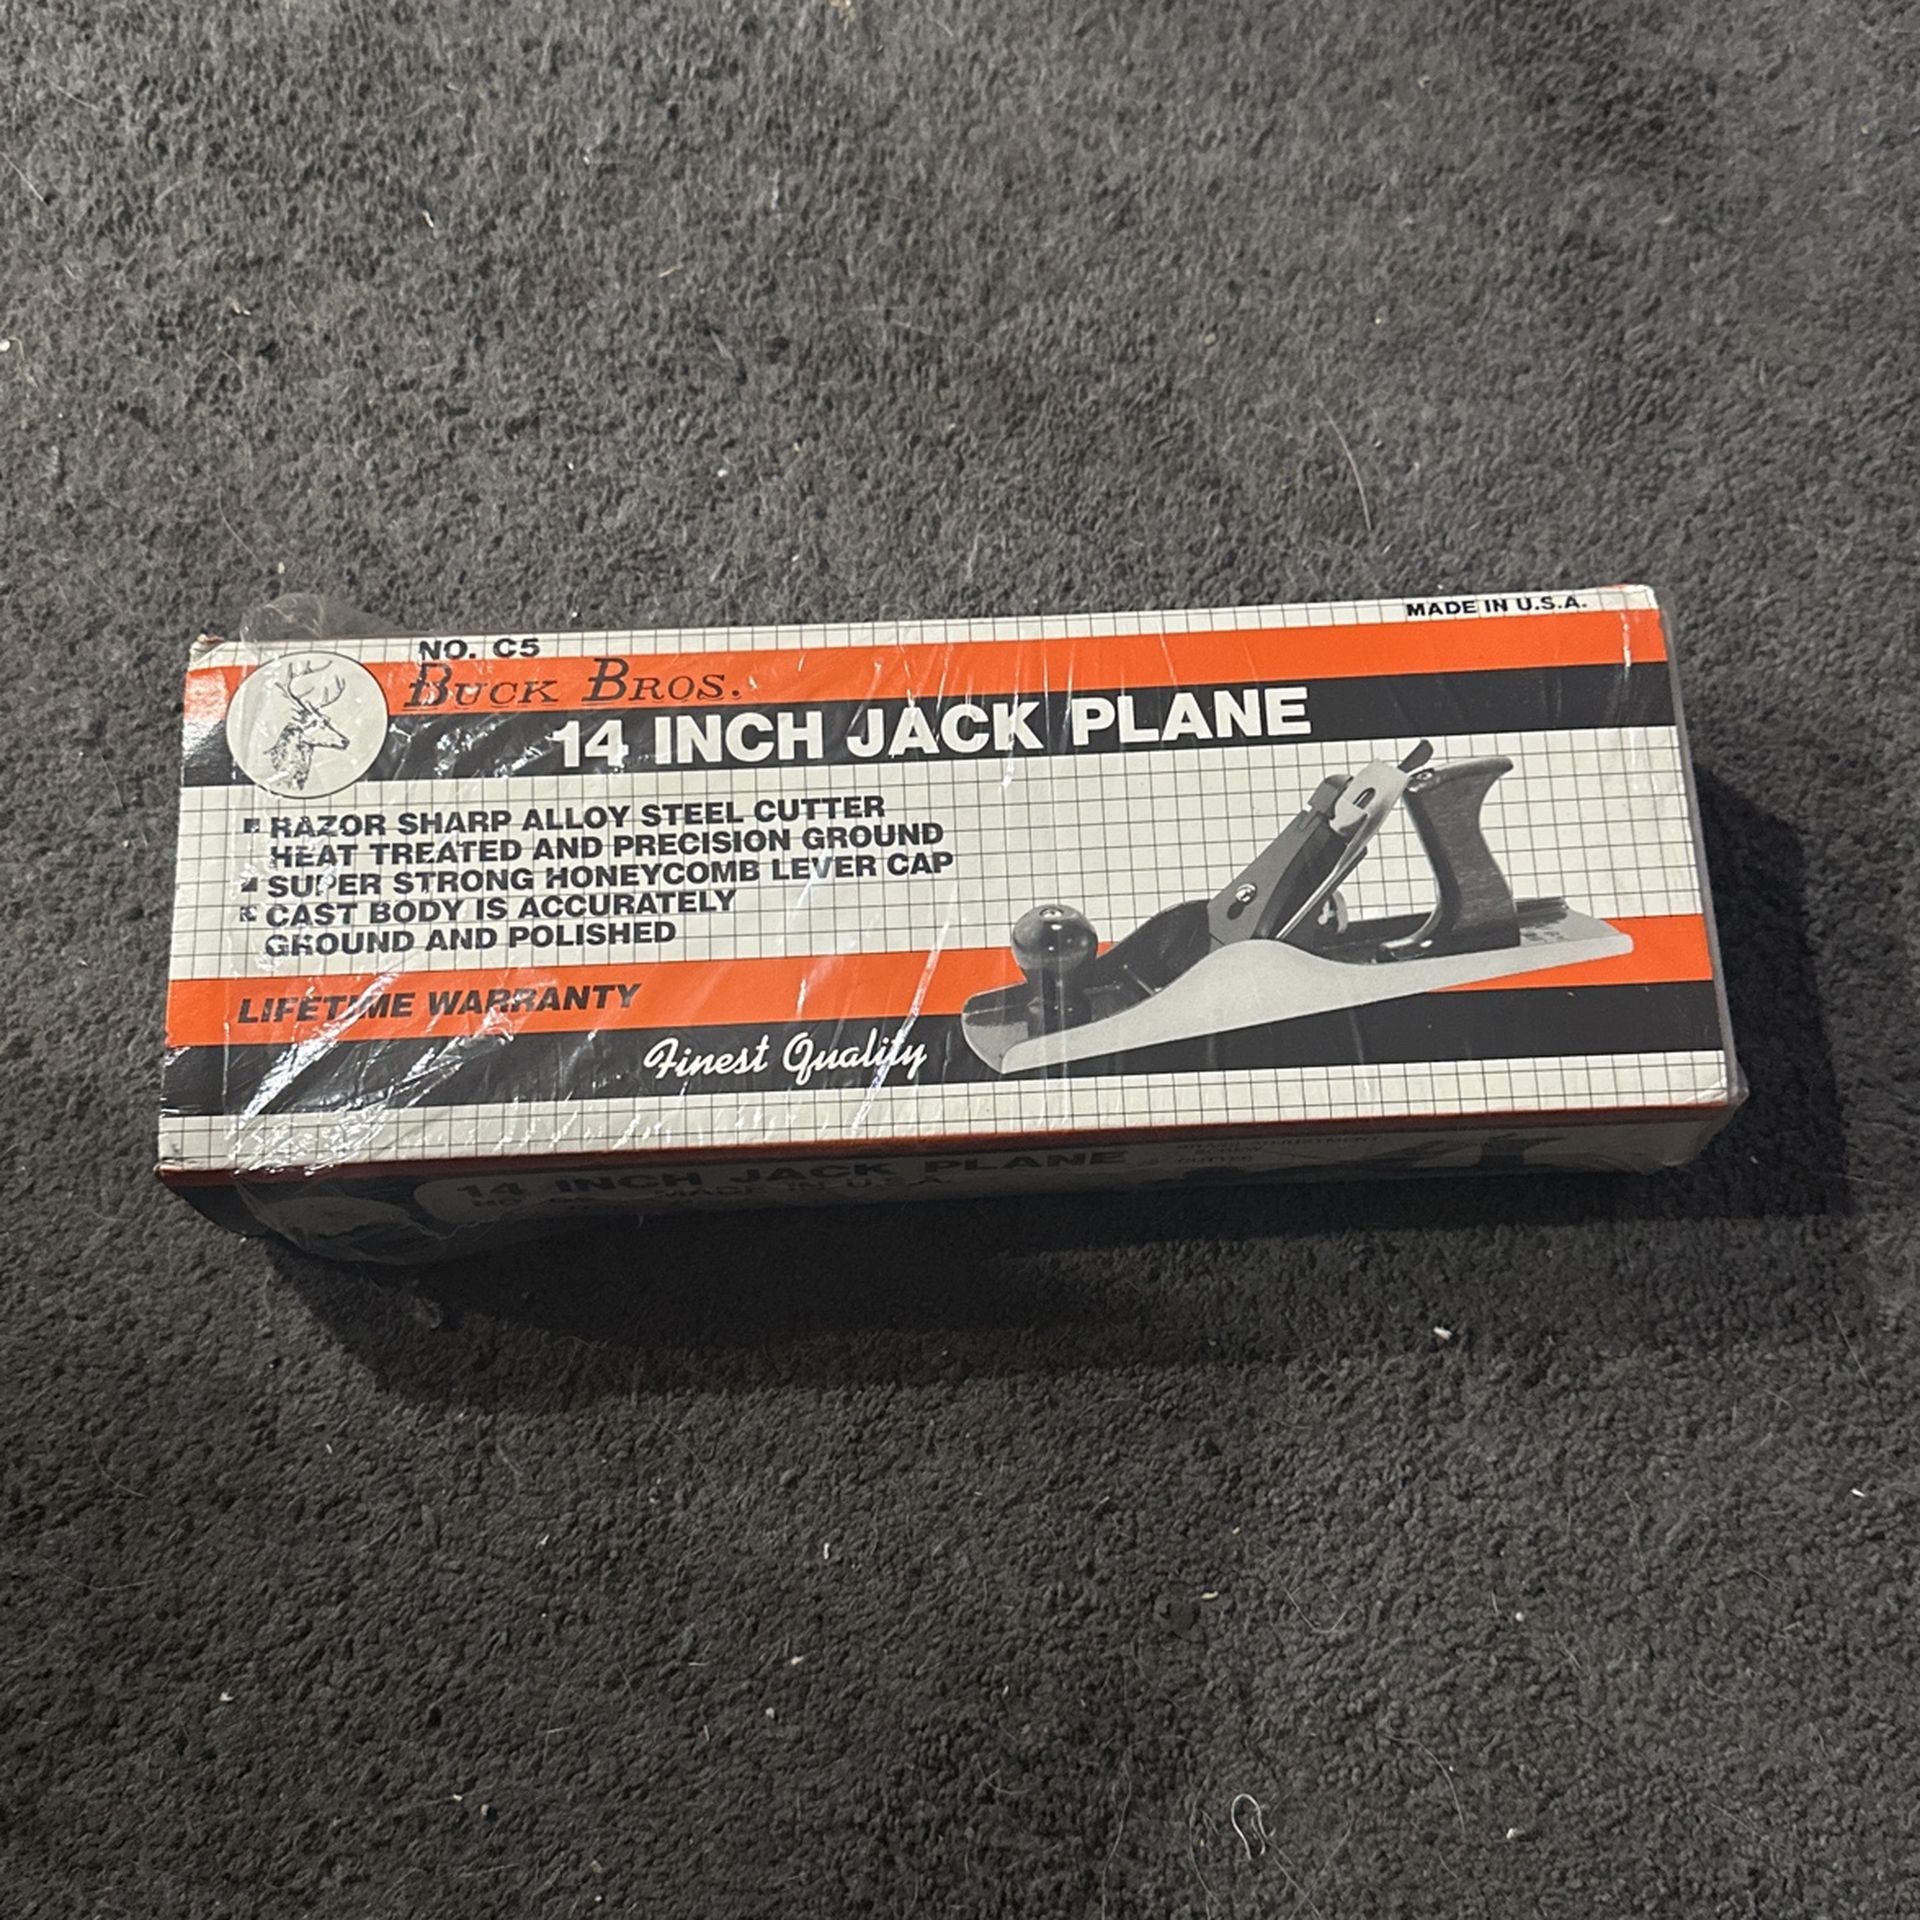 NO. C5
MADE IN U.S.A.
BUCK BROS.
14 INCH JACK PLANE
RAZOR SHARP ALLOY STEEL CUTTER
HEAT TREATED AND PRECISION GROUND
SUPER STRONG HONEYCOMB LEVER CAP
CAST BODY IS ACCURATELY
GROUND AND POLISHED
LIFETIME WARRANTY
Finest Quality
14 INCH JACK PLANE
MADE IN U.S.A.